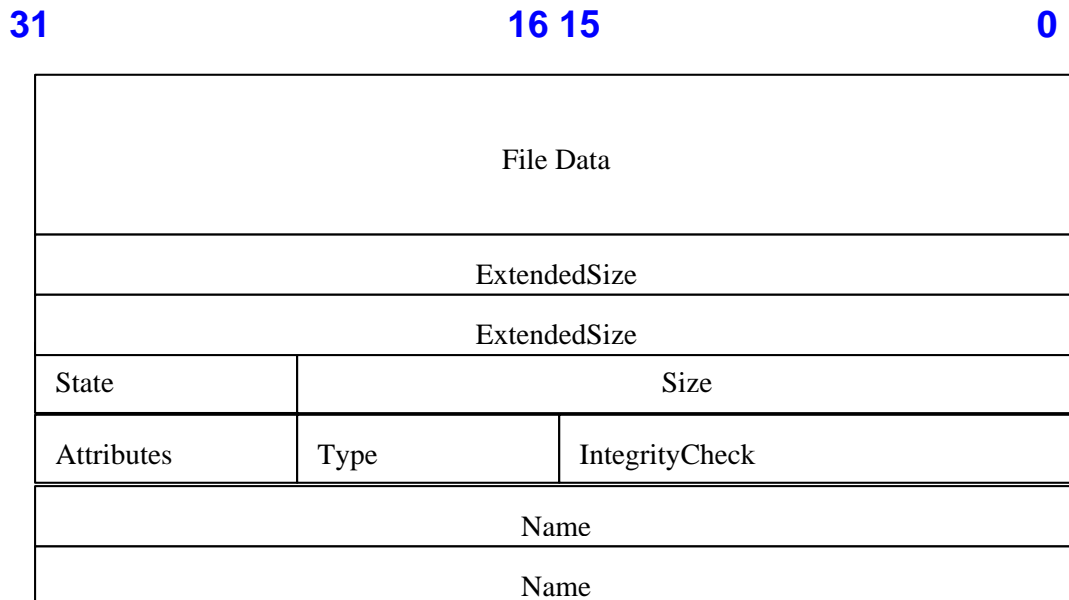 31 16 15 0
File Data
ExtendedSize
ExtendedSize
State Size
Attributes Type IntegrityCheck
Name
Name